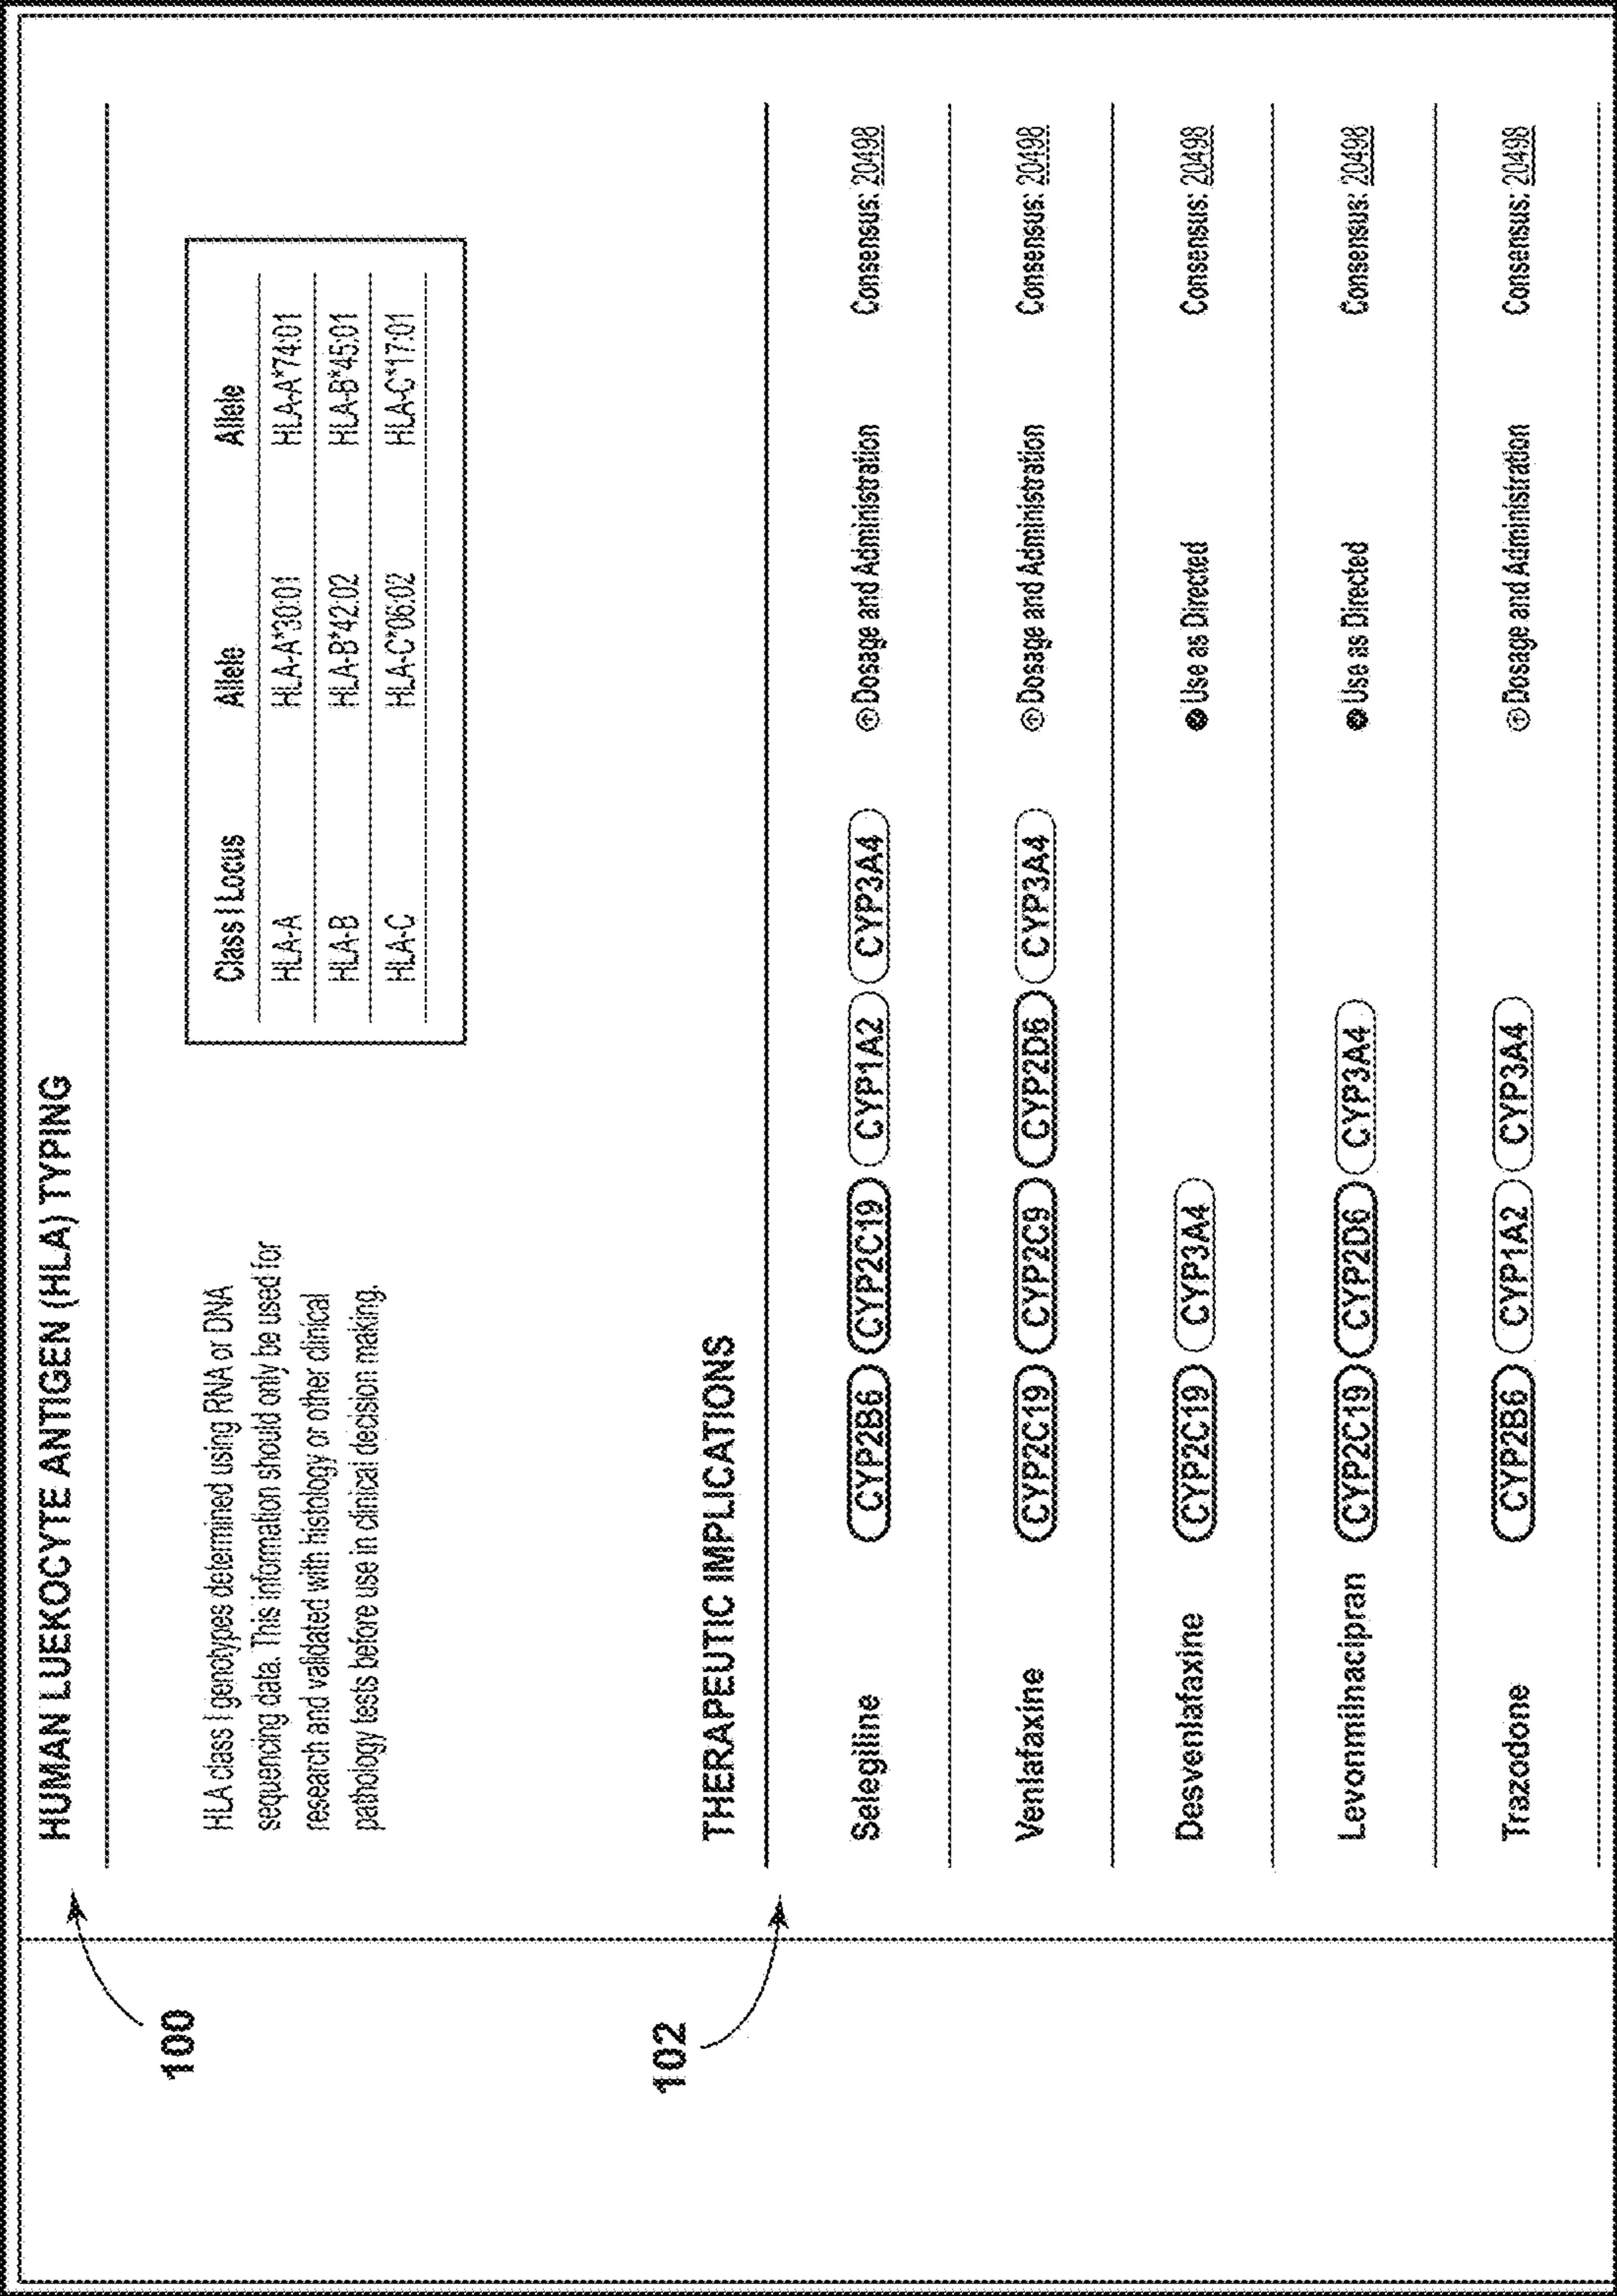 100
HUMAN LUEKOCYTE ANTIGEN (HLA) TYPING
HLA class I genotypes determined using RNA or DNA
sequencing data. This information should only be used for
research and validated with histology or other clinical
pathology tests before use in clinical decision making.
Class I Locus Allele Allele
HLA-A HLA-A*30:01 HLA-A*74:01
HLA-B HLA-B*42:02 HLA-B*45:01
HLA-C HLA-C*06:02 HLA-C*17:01
102
THERAPEUTIC IMPLICATIONS
Selegiline CYP2B6 CYP2C19 CYP1A2 CYP3A4 Dosage and Administration Consensus: 20498
Venlafaxine CYP2C19 CYP2C9 CYP2D6 CYP3A4 Dosage and Administration Consensus: 20498
Desvenlafaxine CYP2C19 CYP3A4 Use as Directed Consensus: 20498
Levonmilnacipran CYP2C19 CYP2D6 CYP3A4 Use as Directed Consensus: 20498
Trazodone CYP2B6 CYP1A2 CYP3A4 Dosage and Administration Consensus: 20498